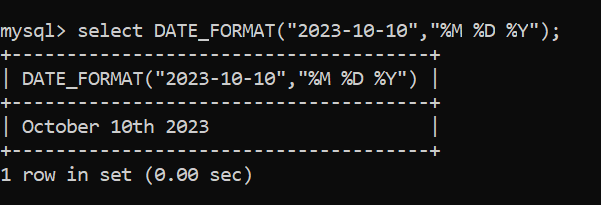 mysql> select DATE_FORMAT("2023-10-10","%M %D %Y");
+--------------------------------------+
| DATE_FORMAT("2023-10-10","%M %D %Y") |
+--------------------------------------+
| October 10th 2023                    |
+--------------------------------------+
1 row in set (0.00 sec)